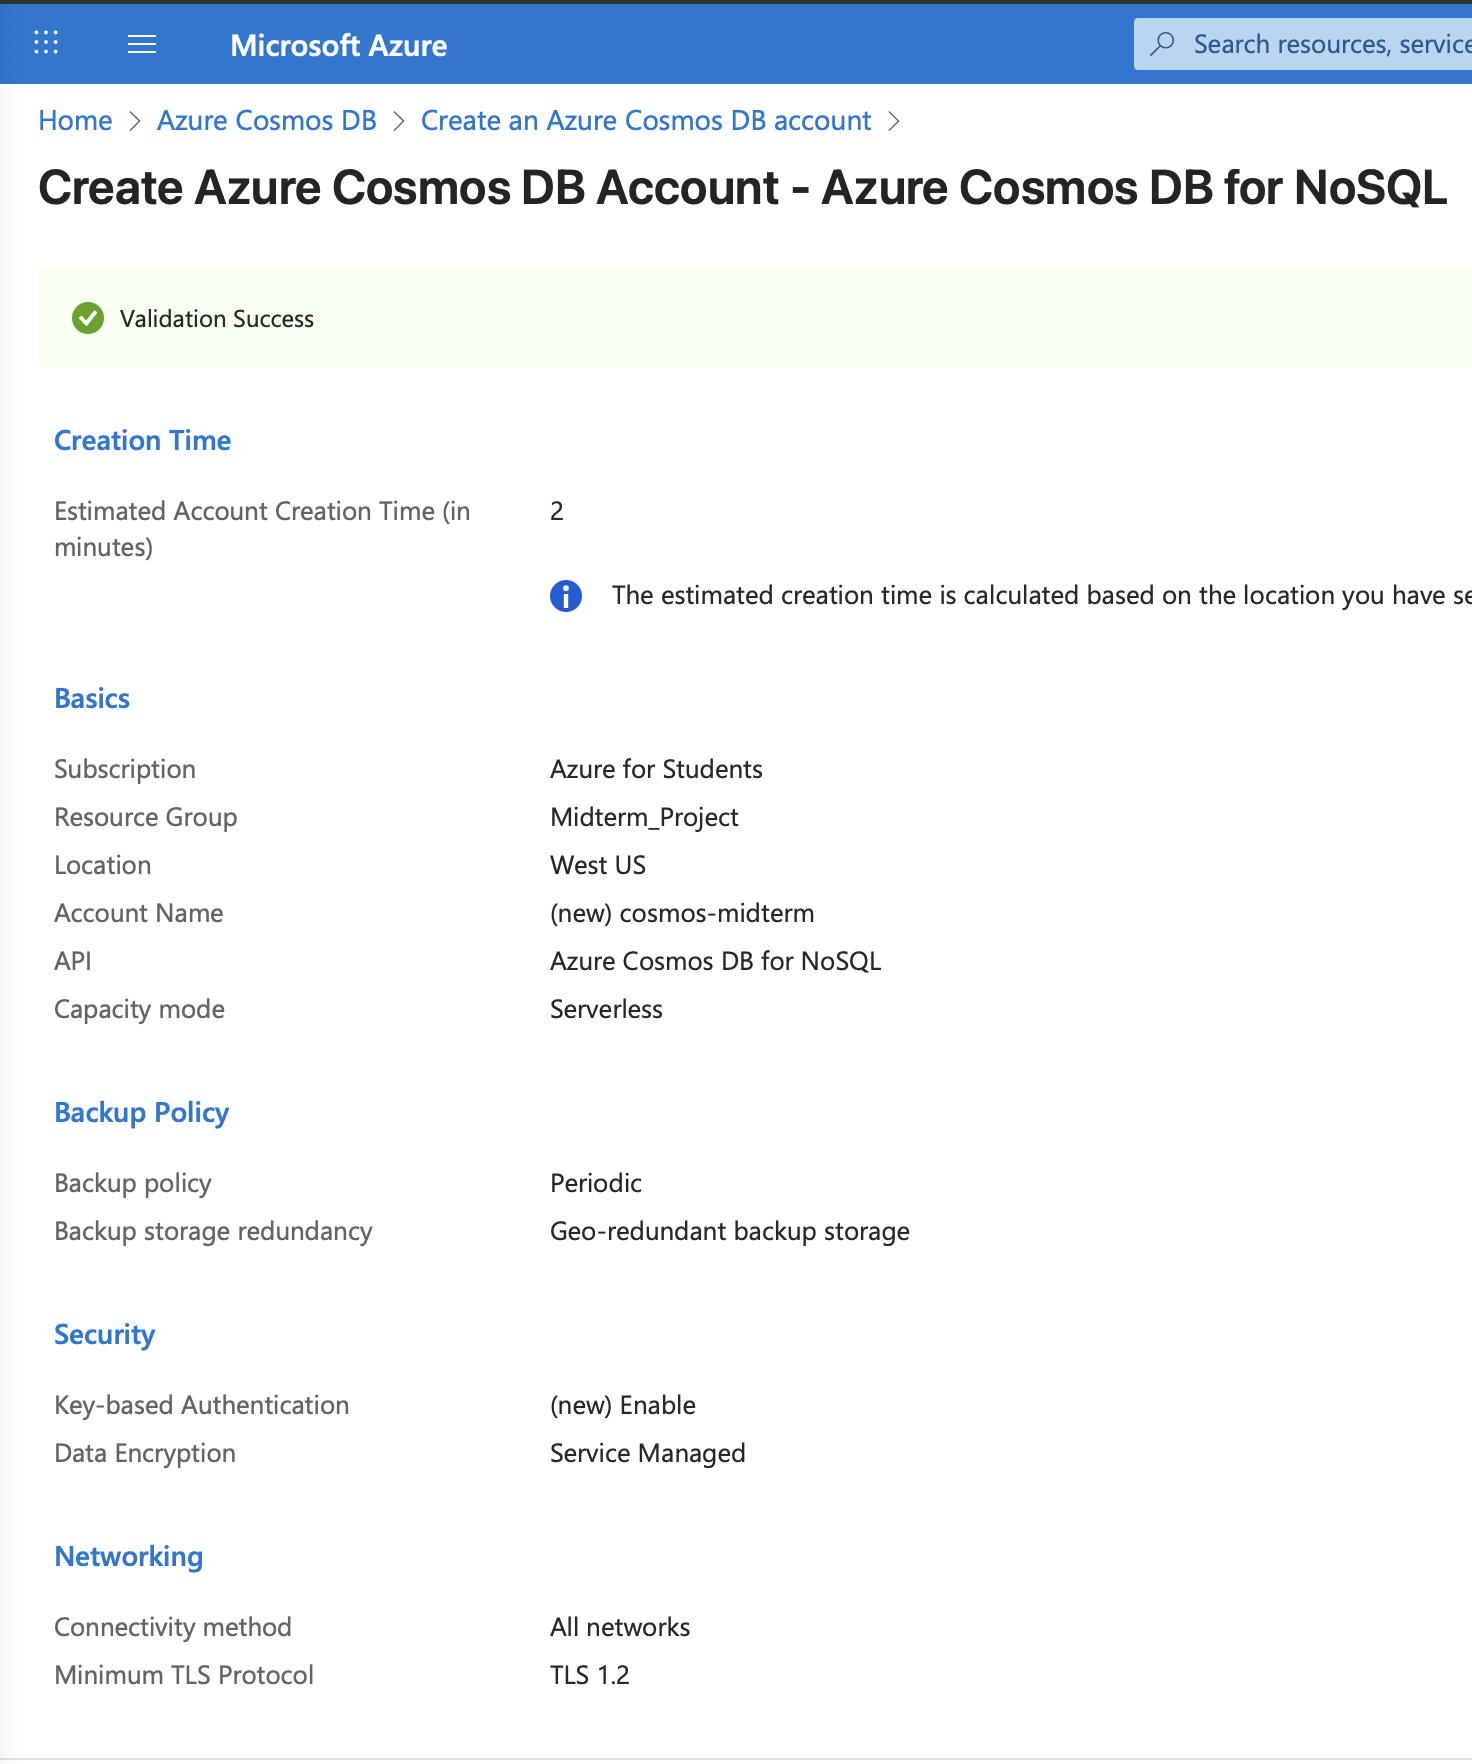 Microsoft Azure
Search resources, service
Home > Azure Cosmos DB > Create an Azure Cosmos DB account >
Create Azure Cosmos DB Account - Azure Cosmos DB for NoSQL
Validation Success
Creation Time
Estimated Account Creation Time (in minutes) 2
The estimated creation time is calculated based on the location you have se
Basics
Subscription Azure for Students
Resource Group Midterm_Project
Location West US
Account Name (new) cosmos-midterm
API Azure Cosmos DB for NoSQL
Capacity mode Serverless
Backup Policy
Backup policy Periodic
Backup storage redundancy Geo-redundant backup storage
Security
Key-based Authentication (new) Enable
Data Encryption Service Managed
Networking
Connectivity method All networks
Minimum TLS Protocol TLS 1.2